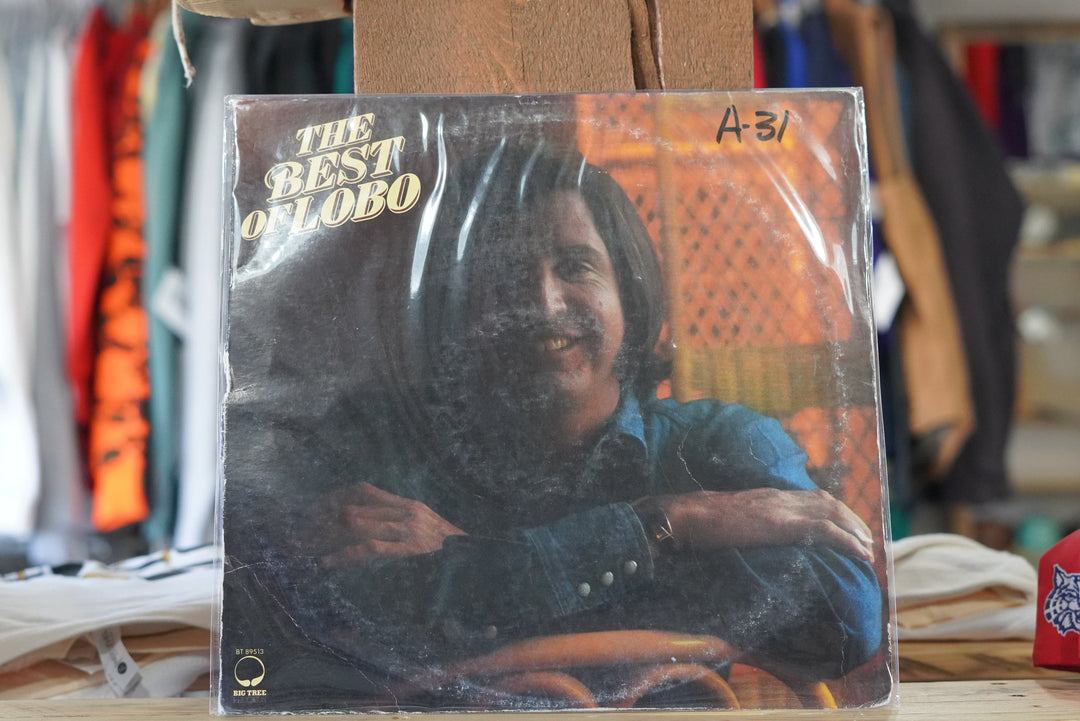 THE
BEST
OF LOBO
A-31
BT 89513
BIG TREE